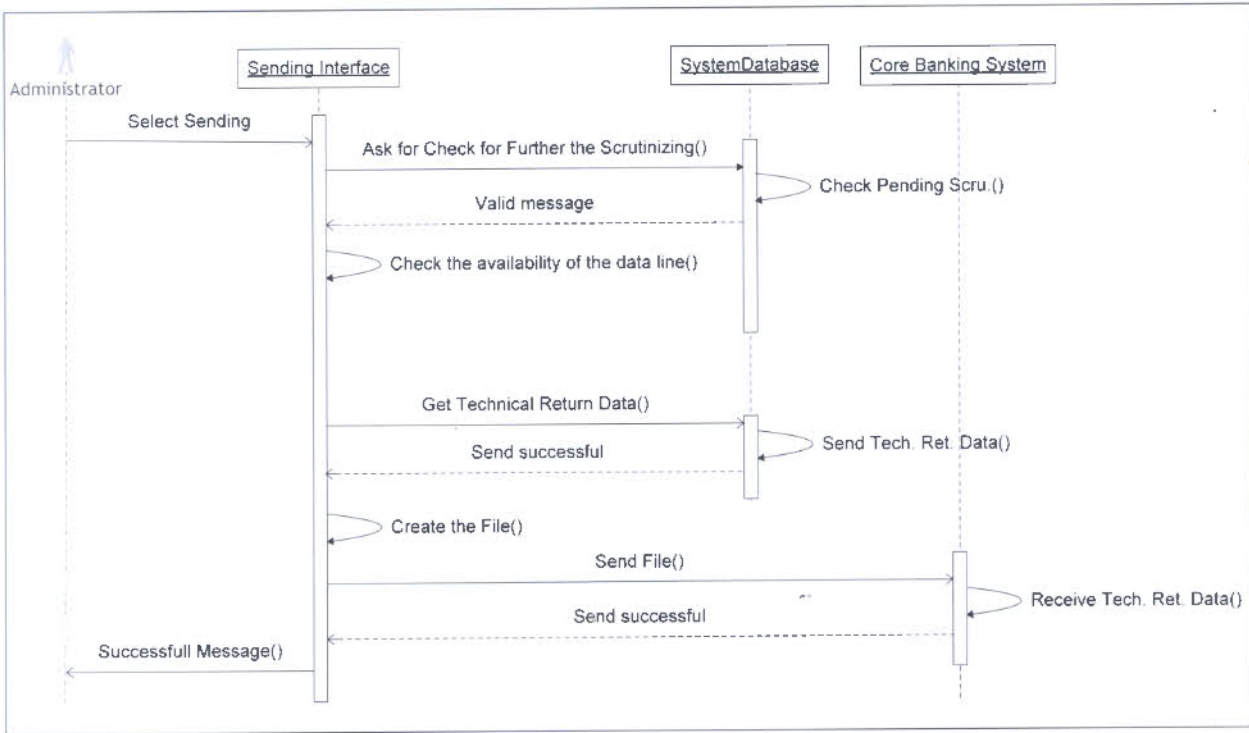 Administrator
Sending Interface
SystemDatabase
Core Banking System
Select Sending
Ask for Check for Further the Scrutinizing()
Check Pending Scru.()
Valid message
Check the availability of the data line()
Get Technical Return Data()
Send Tech. Ret. Data()
Send successful
Create the File()
Send File()
Receive Tech. Ret. Data()
Send successful
Successfull Message()